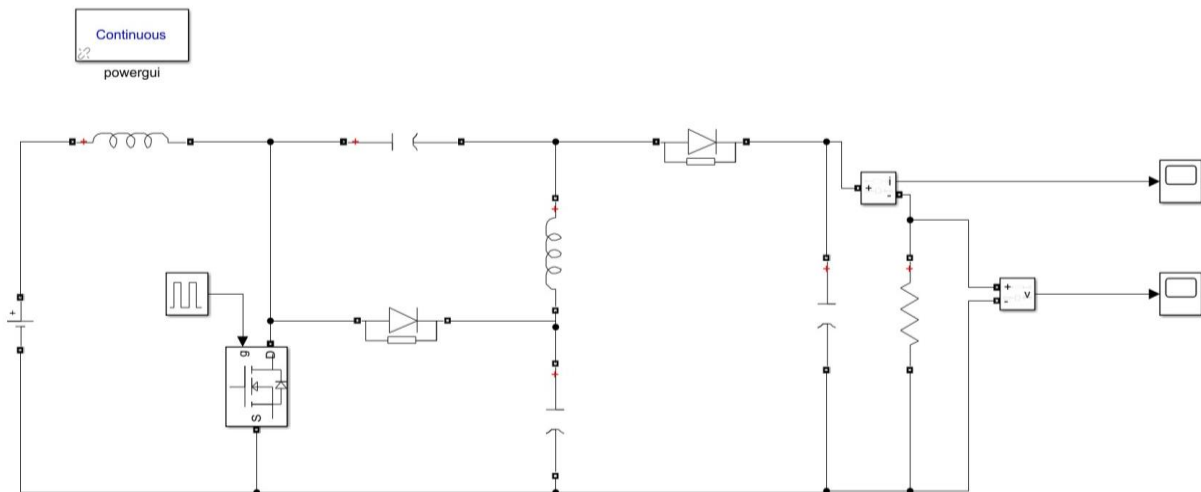 Continuous
powergui
+
+
+
i
-
+
+
+
+
v
-
+
g
D
S
+